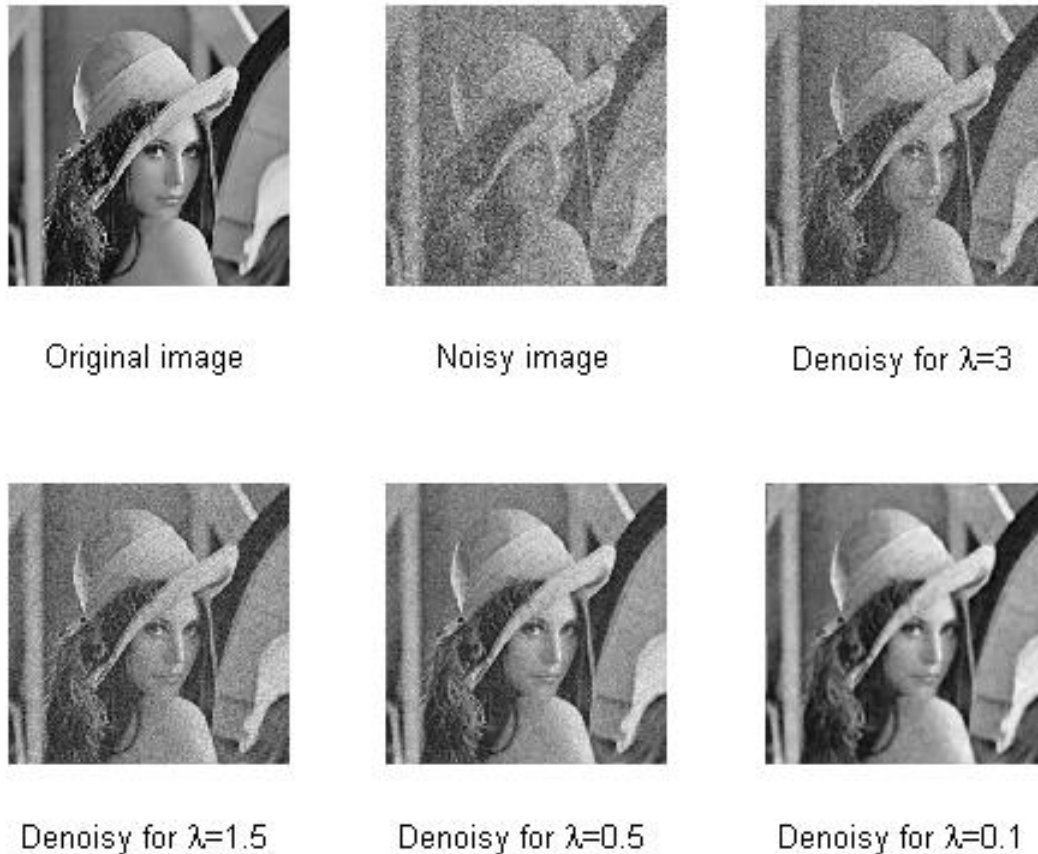 Original image
Noisy image
Denoisy for λ=3
Denoisy for λ=1.5
Denoisy for λ=0.5
Denoisy for λ=0.1